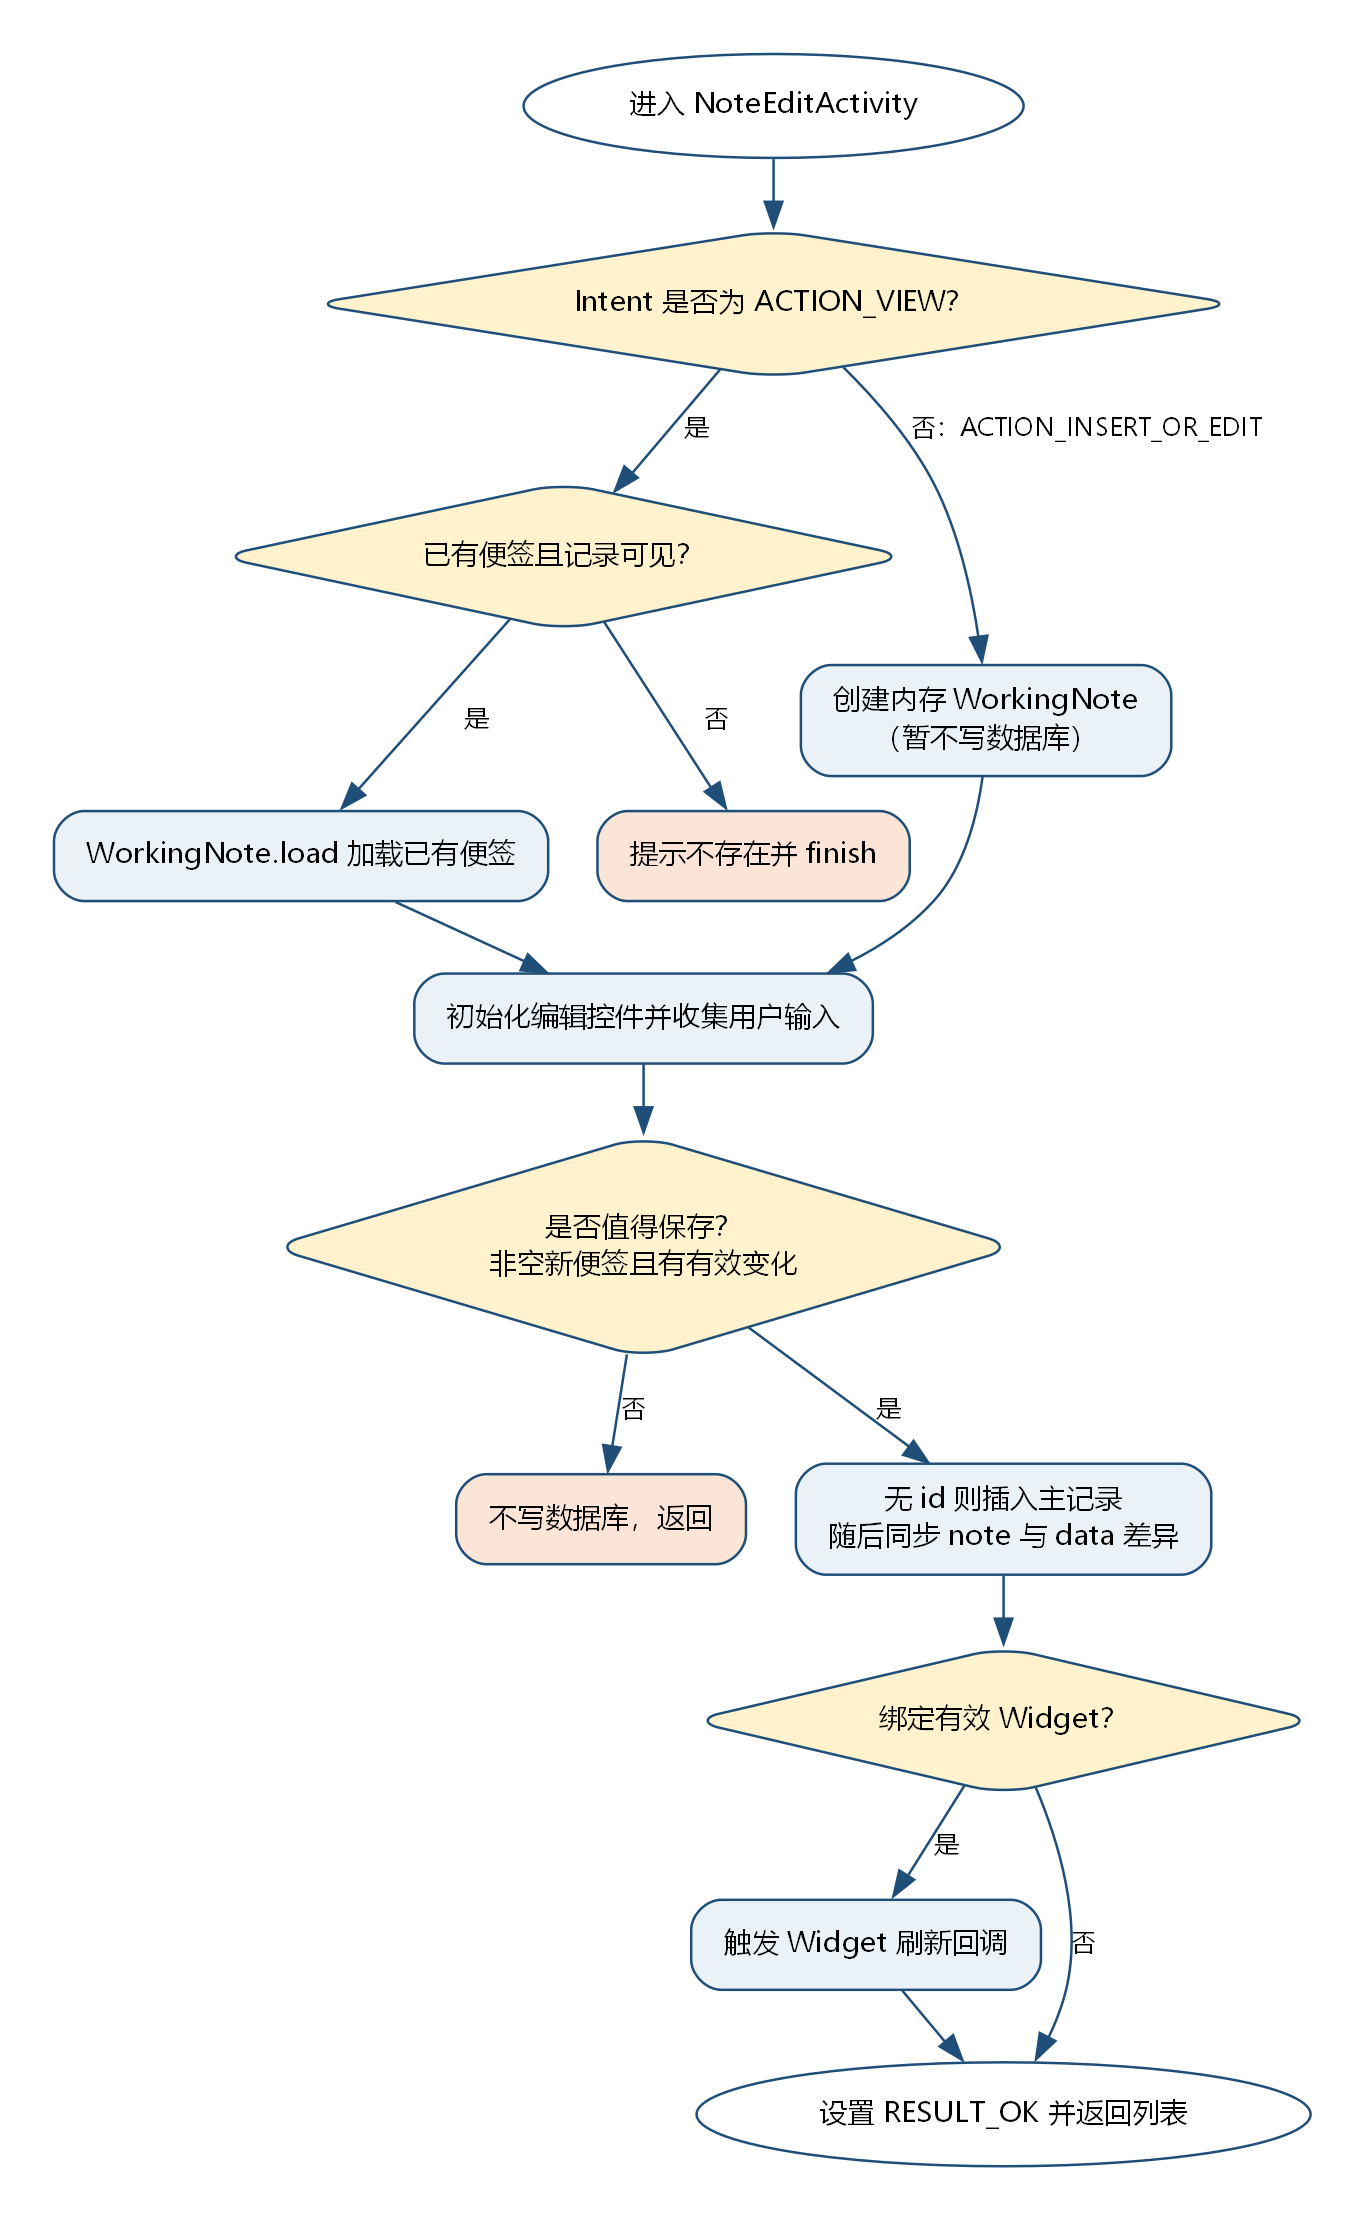 进入 NoteEditActivity
Intent 是否为 ACTION_VIEW?
是
否：ACTION_INSERT_OR_EDIT
已有便签且记录可见?
是
否
创建内存 WorkingNote
（暂不写数据库）
WorkingNote.load 加载已有便签
提示不存在并 finish
初始化编辑控件并收集用户输入
是否值得保存?
非空新便签且有有效变化
否
是
不写数据库，返回
无 id 则插入主记录
随后同步 note 与 data 差异
绑定有效 Widget?
是
触发 Widget 刷新回调
否
设置 RESULT_OK 并返回列表